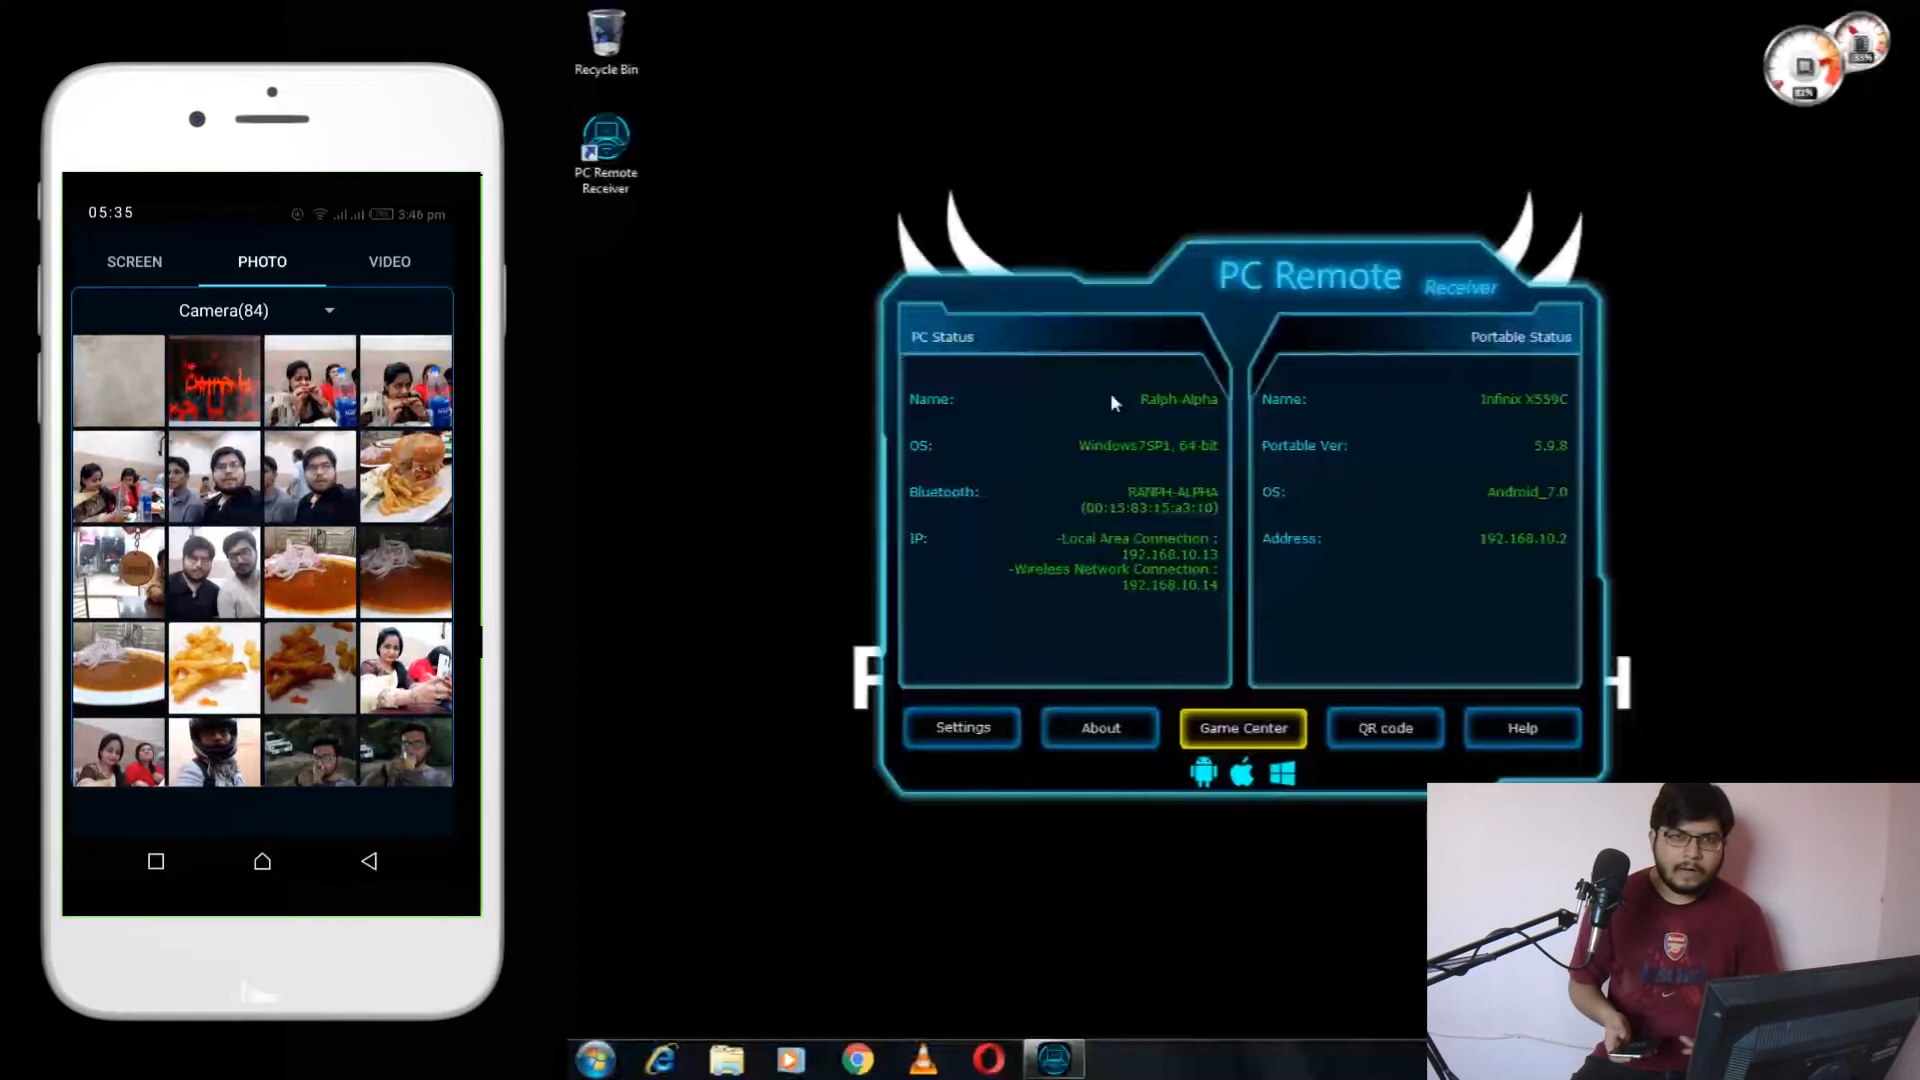 Recycle Bin
PC Remote
Receiver
82%
33%
05:35
3:46 pm
SCREEN
PHOTO
VIDEO
Camera(84)
PC Remote Receiver
PC Status
Name: Ralph-Alpha
OS: Windows7SP1, 64-bit
Bluetooth: RANPH-ALPHA
(00:15:83:15:a3:10)
IP: -Local Area Connection :
192.168.10.13
-Wireless Network Connection :
192.168.10.14
Portable Status
Name: Infinix X559C
Portable Ver: 5.9.8
OS: Android_7.0
Address: 192.168.10.2
Settings
About
Game Center
QR code
Help
Arsenal